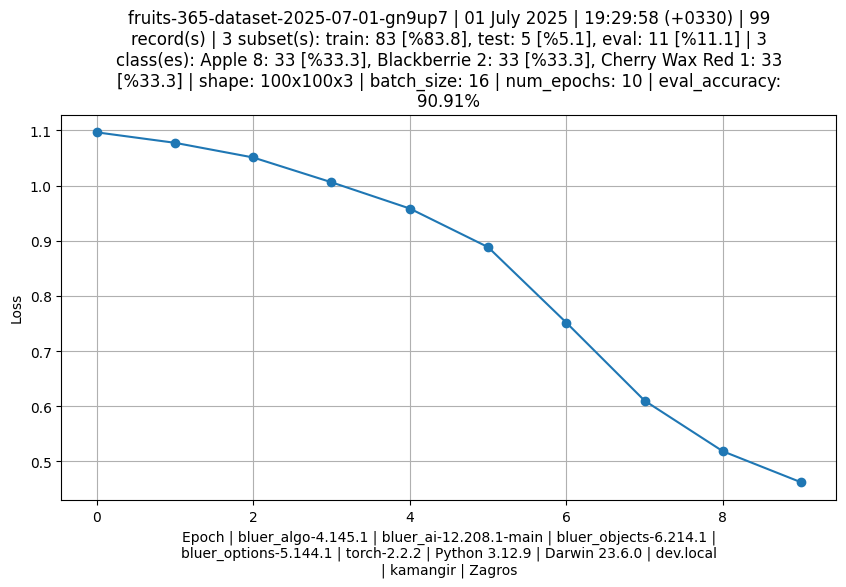 fruits-365-dataset-2025-07-01-gn9up7 | 01 July 2025 | 19:29:58 (+0330) | 99
record(s) | 3 subset(s): train: 83 [%83.8], test: 5 [%5.1], eval: 11 [%11.1] | 3
class(es): Apple 8: 33 [%33.3], Blackberrie 2: 33 [%33.3], Cherry Wax Red 1: 33
[%33.3] | shape: 100x100x3 | batch_size: 16 | num_epochs: 10 | eval_accuracy:
90.91%
1.1
1.0
0.9
0.8
0.7
0.6
0.5
Loss
0 2 4 6 8
Epoch | bluer_algo-4.145.1 | bluer_ai-12.208.1-main | bluer_objects-6.214.1 |
bluer_options-5.144.1 | torch-2.2.2 | Python 3.12.9 | Darwin 23.6.0 | dev.local
| kamangir | Zagros